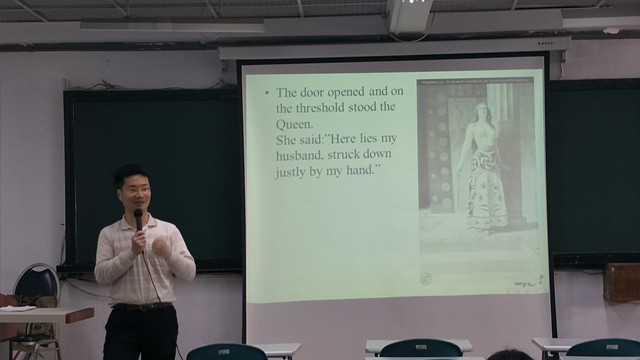 • The door opened and on
the threshold stood the
Queen.
She said:"Here lies my
husband, struck down
justly by my hand."